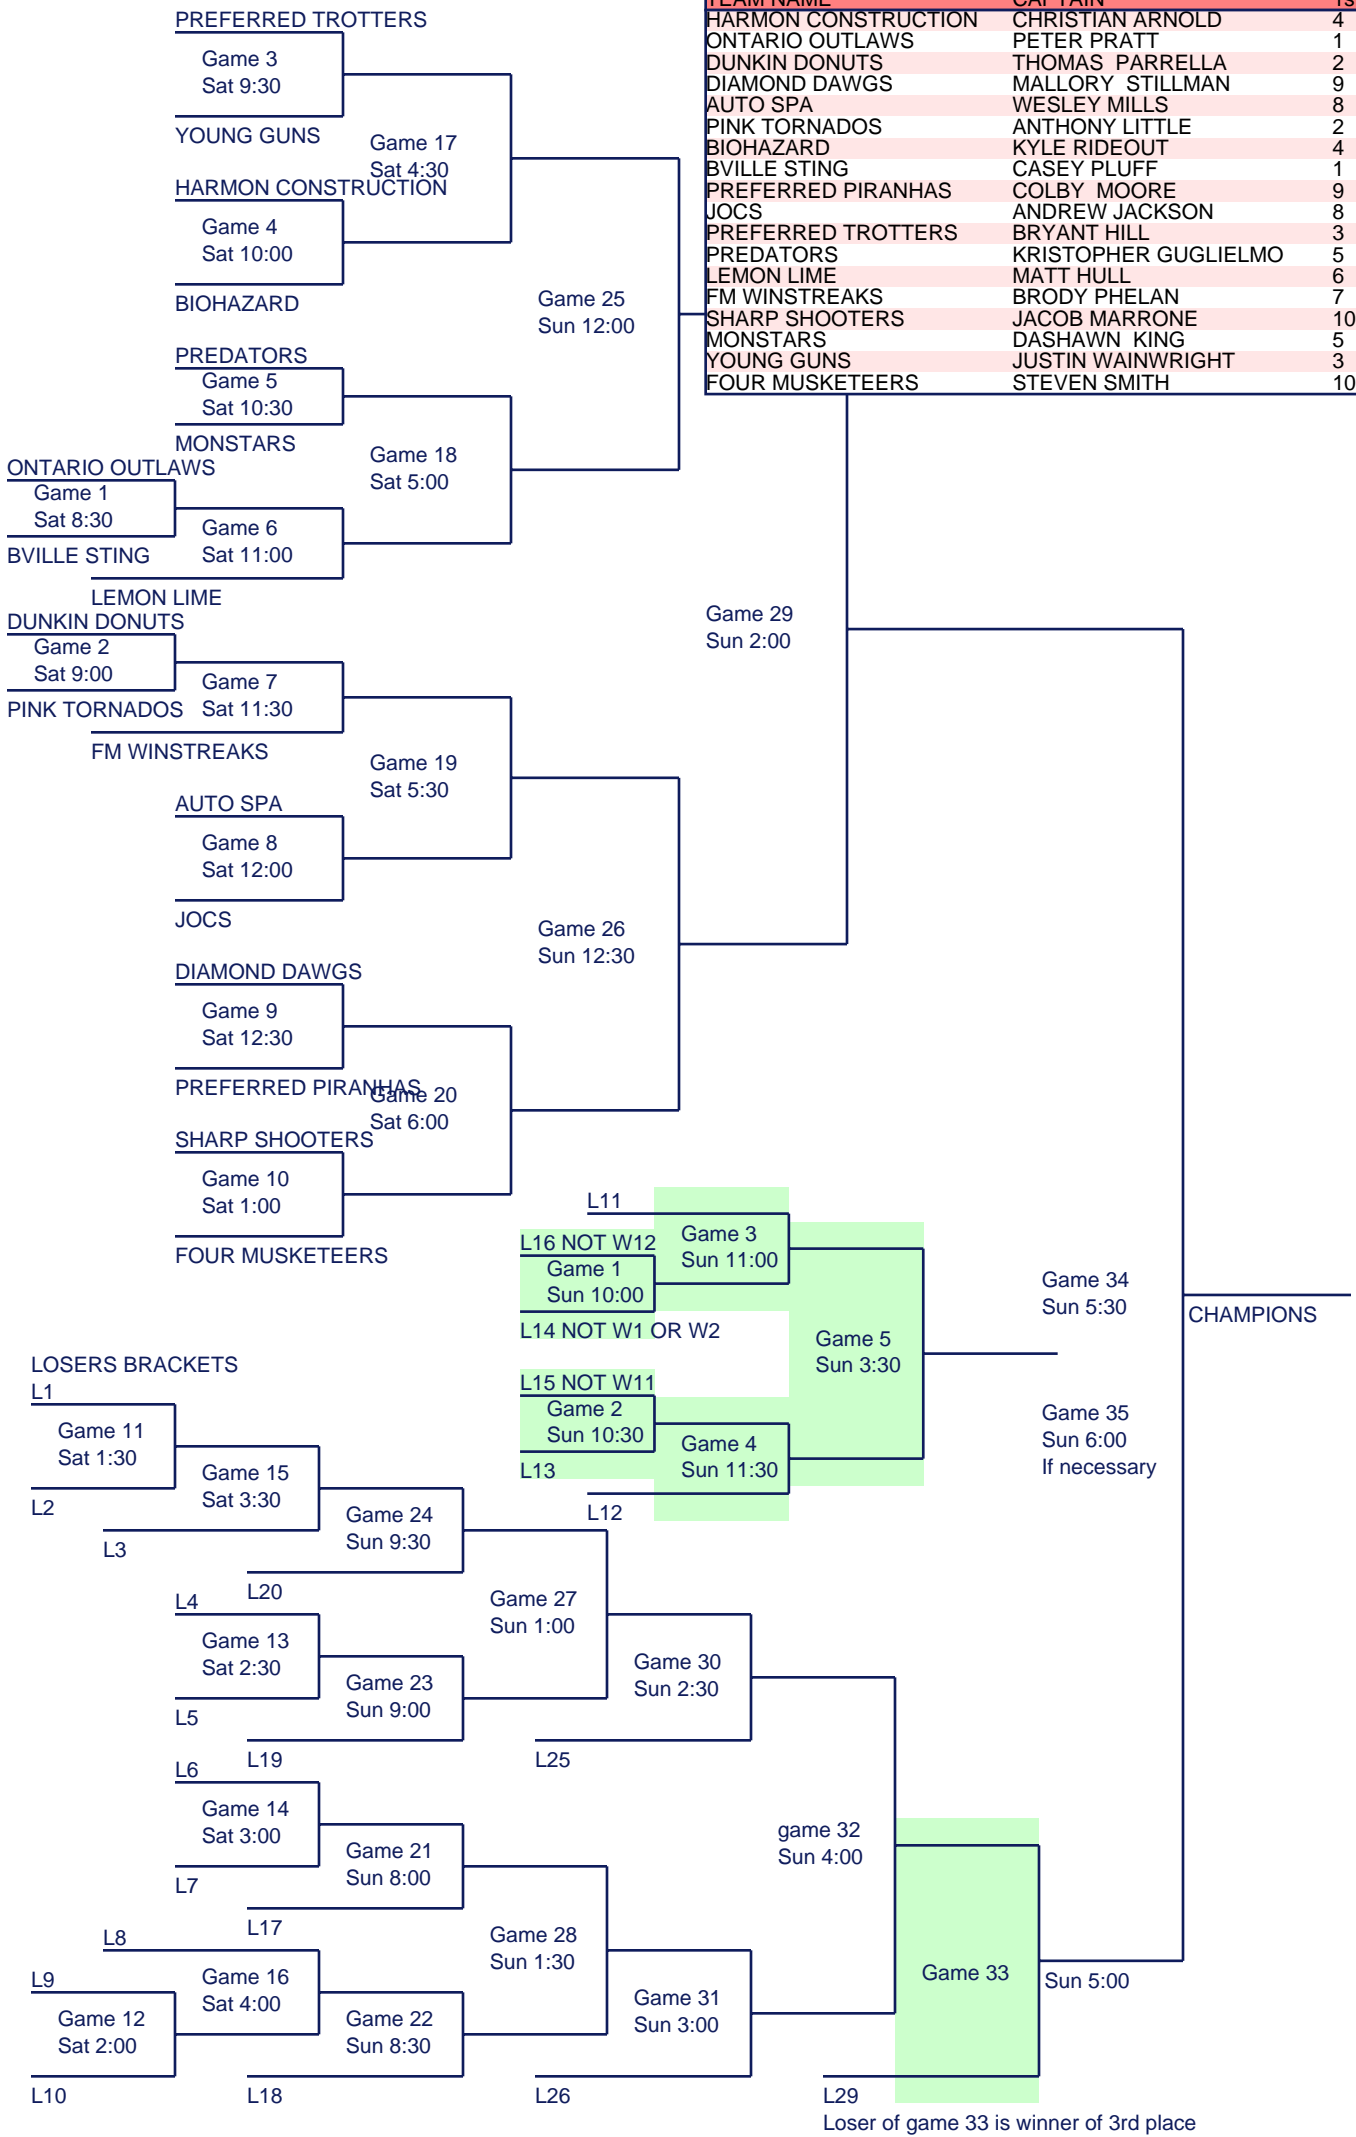 TEAM NAME CAPTAIN
HARMON CONSTRUCTION CHRISTIAN ARNOLD 4
ONTARIO OUTLAWS PETER PRATT 1
DUNKIN DONUTS THOMAS PARRELLA 2
DIAMOND DAWGS MALLORY STILLMAN 9
AUTO SPA WESLEY MILLS 8
PINK TORNADOS ANTHONY LITTLE 2
BIOHAZARD KYLE RIDEOUT 4
BVILLE STING CASEY PLUFF 1
PREFERRED PIRANHAS COLBY MOORE 9
JOCS ANDREW JACKSON 8
PREFERRED TROTTERS BRYANT HILL 3
PREDATORS KRISTOPHER GUGLIELMO 5
LEMON LIME MATT HULL 6
FM WINSTREAKS BRODY PHELAN 7
SHARP SHOOTERS JACOB MARRONE 10
MONSTARS DASHAWN KING 5
YOUNG GUNS JUSTIN WAINWRIGHT 3
FOUR MUSKETEERS STEVEN SMITH 10
PREFERRED TROTTERS
Game 3
Sat 9:30
YOUNG GUNS
Game 17
Sat 4:30
HARMON CONSTRUCTION
Game 4
Sat 10:00
BIOHAZARD
Game 25
Sun 12:00
PREDATORS
Game 5
Sat 10:30
MONSTARS
Game 18
Sat 5:00
ONTARIO OUTLAWS
Game 1
Sat 8:30
BVILLE STING
Game 6
Sat 11:00
LEMON LIME
Game 29
Sun 2:00
DUNKIN DONUTS
Game 2
Sat 9:00
PINK TORNADOS
Game 7
Sat 11:30
FM WINSTREAKS
Game 19
Sat 5:30
AUTO SPA
Game 8
Sat 12:00
JOCS
Game 26
Sun 12:30
DIAMOND DAWGS
Game 9
Sat 12:30
PREFERRED PIRANHAS
Game 20
Sat 6:00
SHARP SHOOTERS
Game 10
Sat 1:00
FOUR MUSKETEERS
L11
Game 3
Sun 11:00
L16 NOT W12
Game 1
Sun 10:00
L14 NOT W1 OR W2
Game 5
Sun 3:30
L15 NOT W11
Game 2
Sun 10:30
L13
Game 4
Sun 11:30
L12
Game 34
Sun 5:30
CHAMPIONS
Game 35
Sun 6:00
If necessary
LOSERS BRACKETS
L1
Game 11
Sat 1:30
L2
Game 15
Sat 3:30
L3
Game 24
Sun 9:30
L20
L4
Game 13
Sat 2:30
L5
Game 23
Sun 9:00
L19
Game 27
Sun 1:00
Game 30
Sun 2:30
L25
L6
Game 14
Sat 3:00
L7
Game 21
Sun 8:00
L17
game 32
Sun 4:00
L8
Game 16
Sat 4:00
L9
Game 12
Sat 2:00
L10
Game 22
Sun 8:30
L18
Game 28
Sun 1:30
Game 31
Sun 3:00
L26
Game 33
Sun 5:00
L29
Loser of game 33 is winner of 3rd place